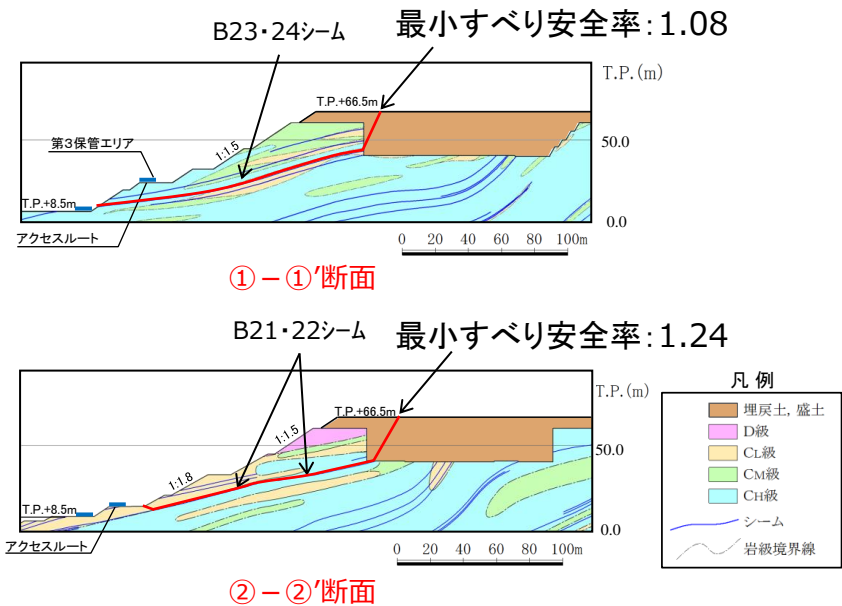 B23・24シーム
最小すべり安全率：1.08
T.P.(m)
T.P.+66.5m
第3保管エリア
1:1.5
50.0
T.P.+8.5m
0.0
アクセスルート
0 20 40 60 80 100m
①－①’断面
B21・22シーム
最小すべり安全率：1.24
T.P.(m)
T.P.+66.5m
1:1.5
50.0
1:1.8
T.P.+8.5m
0.0
アクセスルート
0 20 40 60 80 100m
②－②’断面
凡 例
埋戻土，盛土
D級
CL級
CM級
CH級
シーム
岩級境界線